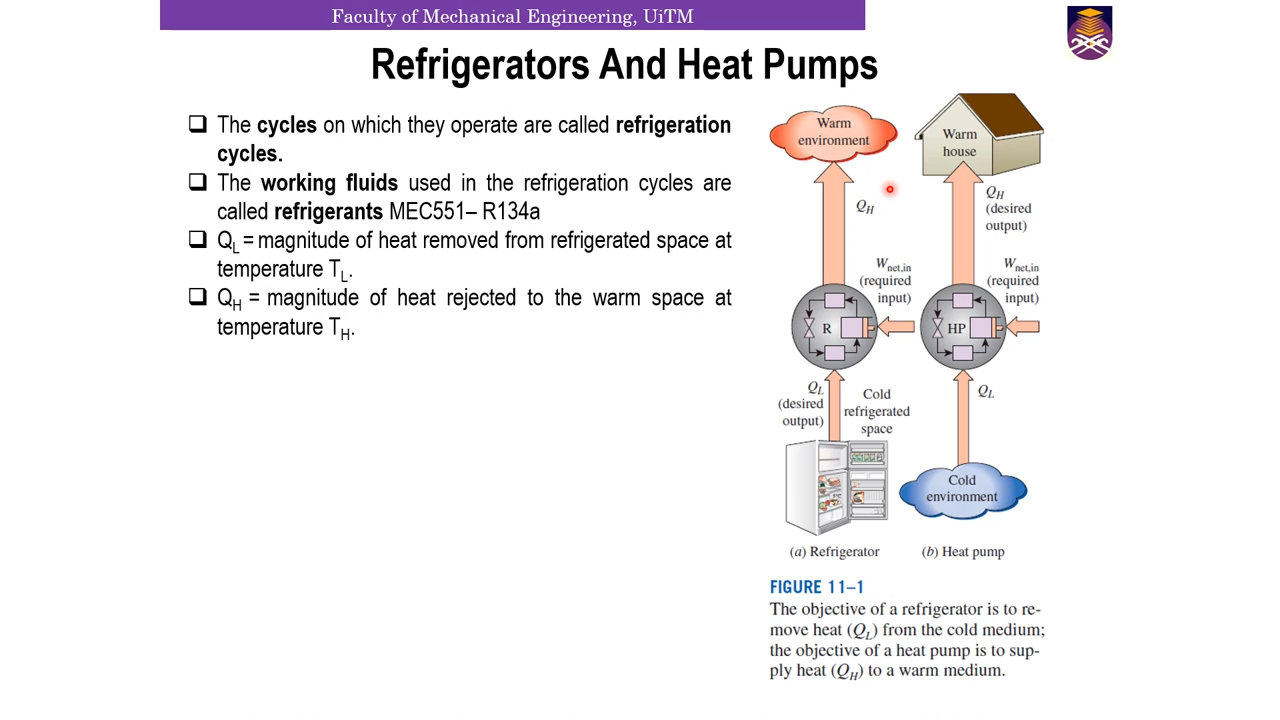 Faculty of Mechanical Engineering, UiTM
Refrigerators And Heat Pumps
❑ The cycles on which they operate are called refrigeration
cycles.
❑ The working fluids used in the refrigeration cycles are
called refrigerants MEC551– R134a
❑ QL = magnitude of heat removed from refrigerated space at
temperature TL.
❑ QH = magnitude of heat rejected to the warm space at
temperature TH.
Warm
environment
QH
Wnet,in
(required
input)
R
QL
(desired
output)
Cold
refrigerated
space
(a) Refrigerator
Warm
house
QH
(desired
output)
Wnet,in
(required
input)
HP
QL
Cold
environment
(b) Heat pump
FIGURE 11–1
The objective of a refrigerator is to re-
move heat (QL) from the cold medium;
the objective of a heat pump is to sup-
ply heat (QH) to a warm medium.